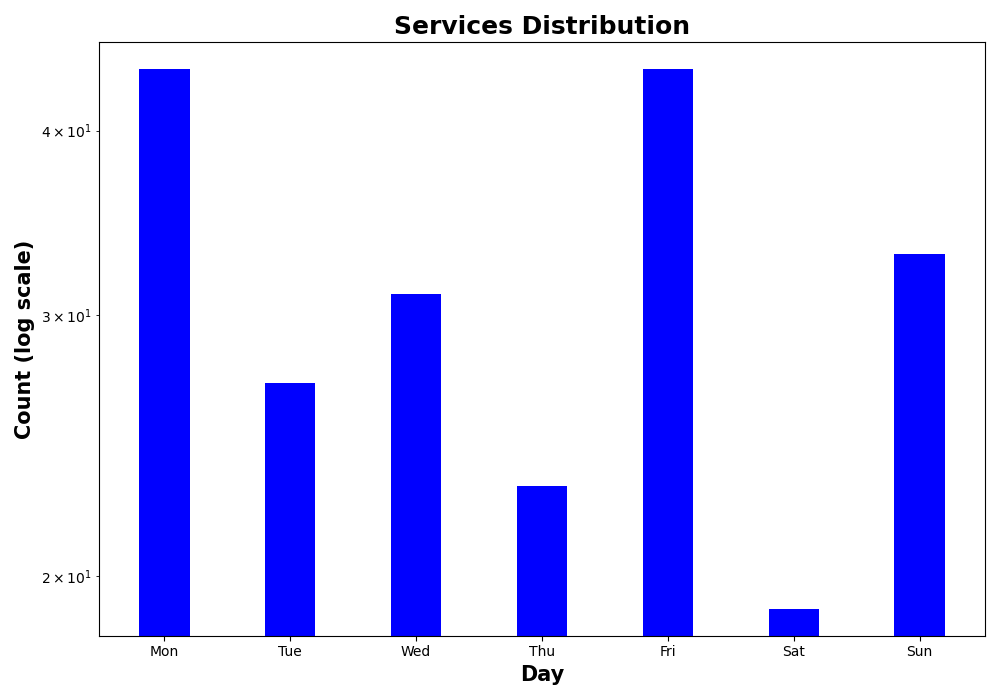 Services Distribution
Count (log scale)
4 × 10¹
3 × 10¹
2 × 10¹
Mon Tue Wed Thu Fri Sat Sun
Day